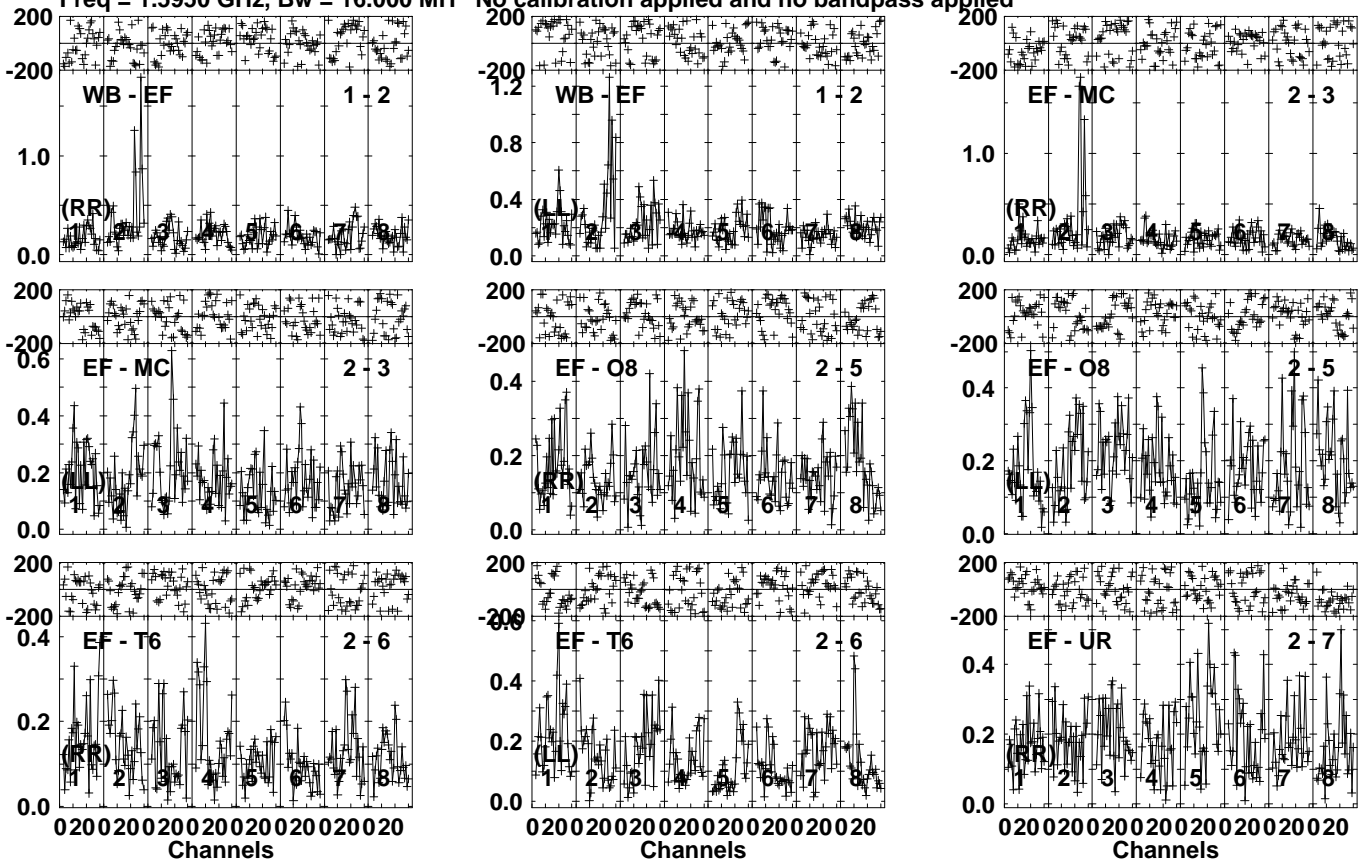 Freq = 1.5950 GHz, Bw = 16.000 MH No calibration applied and no bandpass applied
200 200 200
-200 -200 -200
WB - EF 1 - 2 WB - EF 1 - 2 EF - MC 2 - 3
1.2
1.0 0.8 1.0
0.4
(RR) (LL) (RR)
1 2 3 4 5 6 7 8 1 2 3 4 5 6 7 8 1 2 3 4 5 6 7 8
0.0 0.0 0.0
200 200 200
-200 -200 -200
0.6
EF - MC 2 - 3 EF - O8 2 - 5 EF - O8 2 - 5
0.4 0.4 0.4
0.2 0.2 0.2
(LL) (RR) (LL)
1 2 3 4 5 6 7 8 1 2 3 4 5 6 7 8 1 2 3 4 5 6 7 8
0.0 0.0 0.0
200 200 200
-200 -200 -200
0.6
EF - T6 2 - 6 EF - T6 2 - 6 EF - UR 2 - 7
0.4 0.4 0.4
0.2 0.2 0.2
(RR) (LL) (RR)
1 2 3 4 5 6 7 8 1 2 3 4 5 6 7 8 1 2 3 4 5 6 7 8
0.0 0.0 0.0
0 20 0 20 0 20 0 20 0 20 0 20 0 20 0 20 0 20 0 20 0 20 0 20 0 20 0 20 0 20 0 20 0 20 0 20 0 20 0 20 0 20 0 20 0 20 0 20
Channels Channels Channels